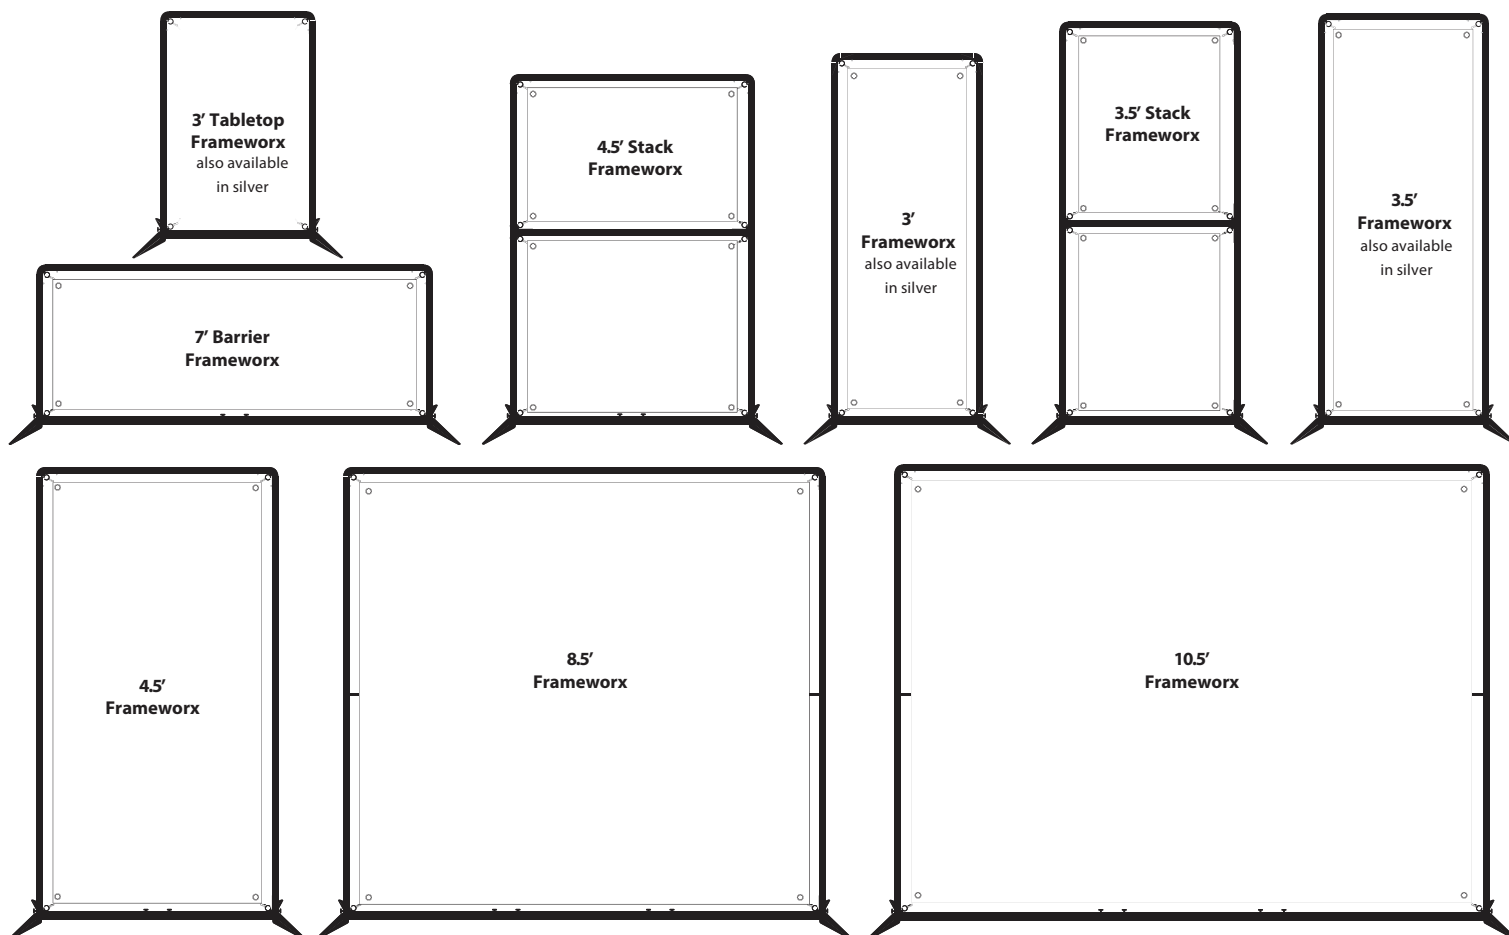 3’ Tabletop
Frameworx
also available
in silver
4.5’ Stack
Frameworx
3’
Frameworx
also available
in silver
3.5’ Stack
Frameworx
3.5’
Frameworx
also available
in silver
7’ Barrier
Frameworx
4.5’
Frameworx
8.5’
Frameworx
10.5’
Frameworx